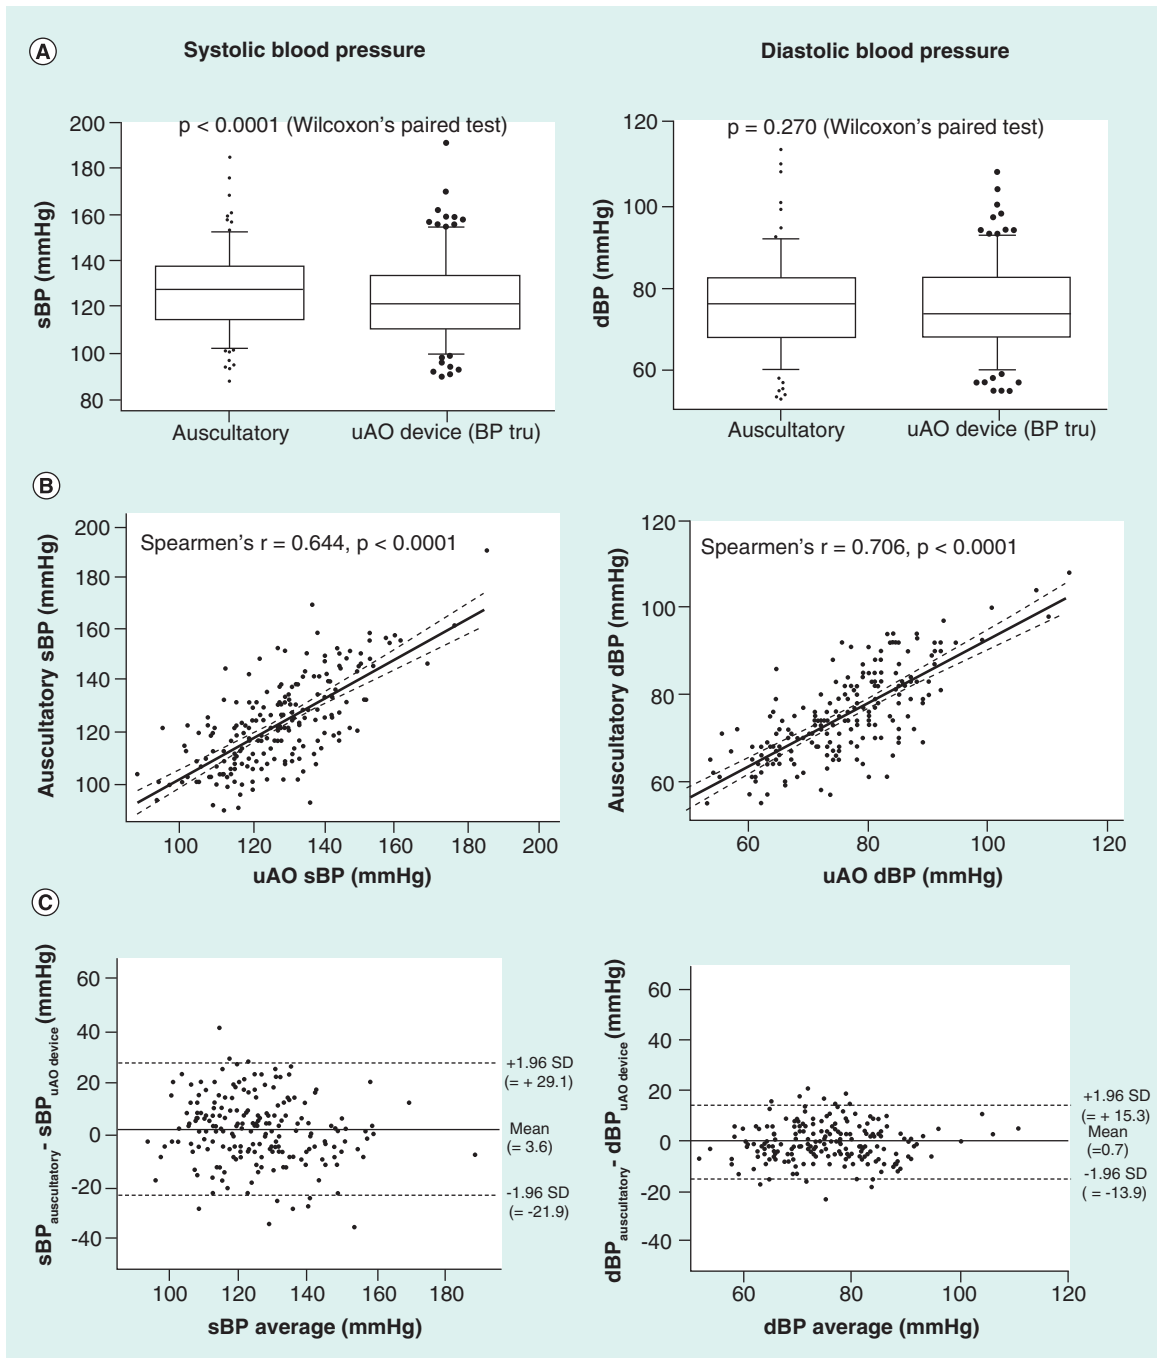 A
Systolic blood pressure
Diastolic blood pressure
p < 0.0001 (Wilcoxon's paired test)
sBP (mmHg)
200
180
160
140
120
100
80
Auscultatory
uAO device (BP tru)
p = 0.270 (Wilcoxon's paired test)
dBP (mmHg)
120
100
80
60
Auscultatory
uAO device (BP tru)
B
Spearmen's r = 0.644, p < 0.0001
Auscultatory sBP (mmHg)
200
180
160
140
120
100
100 120 140 160 180 200
uAO sBP (mmHg)
Spearmen's r = 0.706, p < 0.0001
Auscultatory dBP (mmHg)
120
100
80
60
60 80 100 120
uAO dBP (mmHg)
C
sBPauscultatory- sBPuAO device (mmHg)
60
40
20
0
-20
-40
+1.96 SD
(= + 29.1)
Mean
(= 3.6)
-1.96 SD
(= -21.9)
100 120 140 160 180
sBP average (mmHg)
dBPauscultatory- dBPuAO device (mmHg)
60
40
20
0
-20
-40
+1.96 SD
(= + 15.3)
Mean
(=0.7)
-1.96 SD
( = -13.9)
60 80 100 120
dBP average (mmHg)